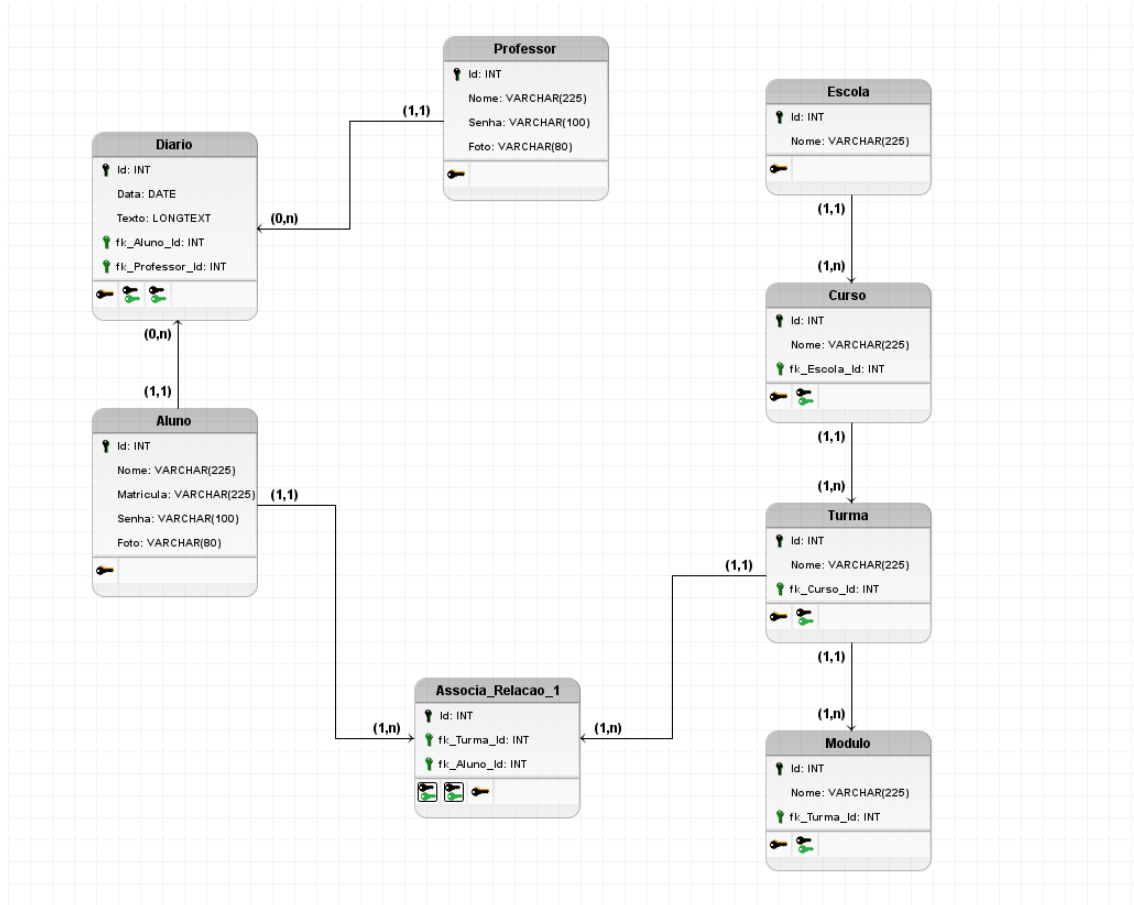 Professor
Id: INT
Nome: VARCHAR(225)
Senha: VARCHAR(100)
Foto: VARCHAR(80)
(1,1)
(0,n)
Diario
Id: INT
Data: DATE
Texto: LONGTEXT
fk_Aluno_Id: INT
fk_Professor_Id: INT
(0,n)
(1,1)
Aluno
Id: INT
Nome: VARCHAR(225)
Matricula: VARCHAR(225)
Senha: VARCHAR(100)
Foto: VARCHAR(80)
(1,1)
(1,n)
Associa_Relacao_1
Id: INT
fk_Turma_Id: INT
fk_Aluno_Id: INT
(1,n)
(1,1)
Escola
Id: INT
Nome: VARCHAR(225)
(1,1)
(1,n)
Curso
Id: INT
Nome: VARCHAR(225)
fk_Escola_Id: INT
(1,1)
(1,n)
Turma
Id: INT
Nome: VARCHAR(225)
fk_Curso_Id: INT
(1,1)
(1,n)
Modulo
Id: INT
Nome: VARCHAR(225)
fk_Turma_Id: INT